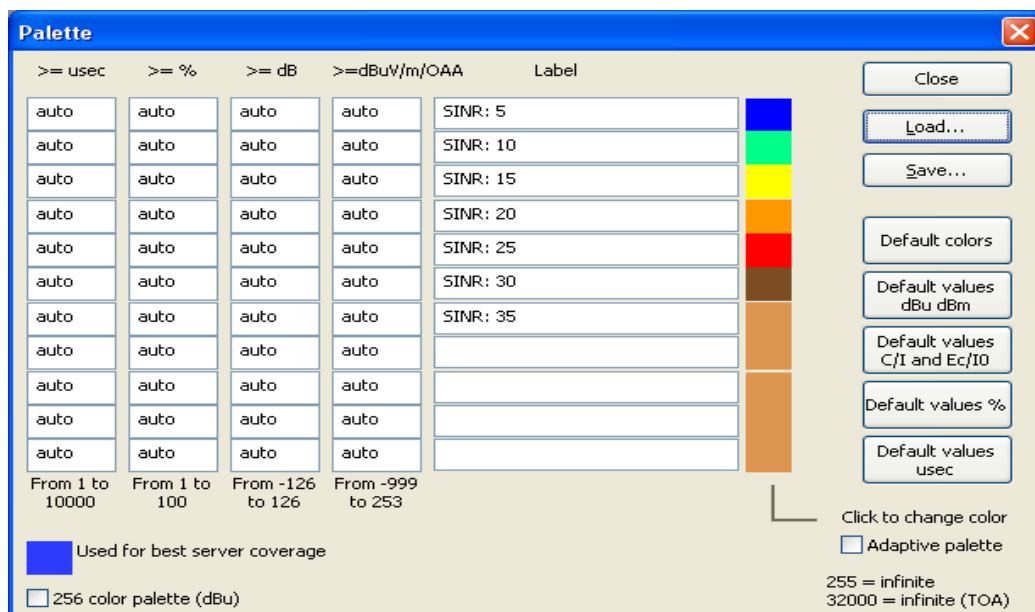 Palette
>= usec >= % >= dB >=dBuV/m/OAA Label
Close
auto auto auto auto SINR: 5
Load...
auto auto auto auto SINR: 10
Save...
auto auto auto auto SINR: 15
auto auto auto auto SINR: 20
Default colors
auto auto auto auto SINR: 25
auto auto auto auto SINR: 30
Default values
dBu dBm
auto auto auto auto SINR: 35
Default values
C/I and Ec/I0
auto auto auto auto
auto auto auto auto
Default values %
auto auto auto auto
auto auto auto auto
Default values
usec
From 1 to From 1 to From -126 From -999
10000 100 to 126 to 253
Click to change color
Used for best server coverage
Adaptive palette
255 = infinite
256 color palette (dBu)
32000 = infinite (TOA)